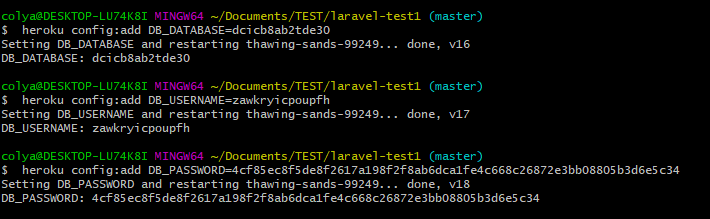 colya@DESKTOP-LU74K8I MINGW64 ~/Documents/TEST/laravel-test1 (master)
$ heroku config:add DB_DATABASE=dcicb8ab2tde30
Setting DB_DATABASE and restarting thawing-sands-99249... done, v16
DB_DATABASE: dcicb8ab2tde30
colya@DESKTOP-LU74K8I MINGW64 ~/Documents/TEST/laravel-test1 (master)
$ heroku config:add DB_USERNAME=zawkryicpoupfh
Setting DB_USERNAME and restarting thawing-sands-99249... done, v17
DB_USERNAME: zawkryicpoupfh
colya@DESKTOP-LU74K8I MINGW64 ~/Documents/TEST/laravel-test1 (master)
$ heroku config:add DB_PASSWORD=4cf85ec8f5de8f2617a198f2f8ab6dca1fe4c668c26872e3bb08805b3d6e5c34
Setting DB_PASSWORD and restarting thawing-sands-99249... done, v18
DB_PASSWORD: 4cf85ec8f5de8f2617a198f2f8ab6dca1fe4c668c26872e3bb08805b3d6e5c34